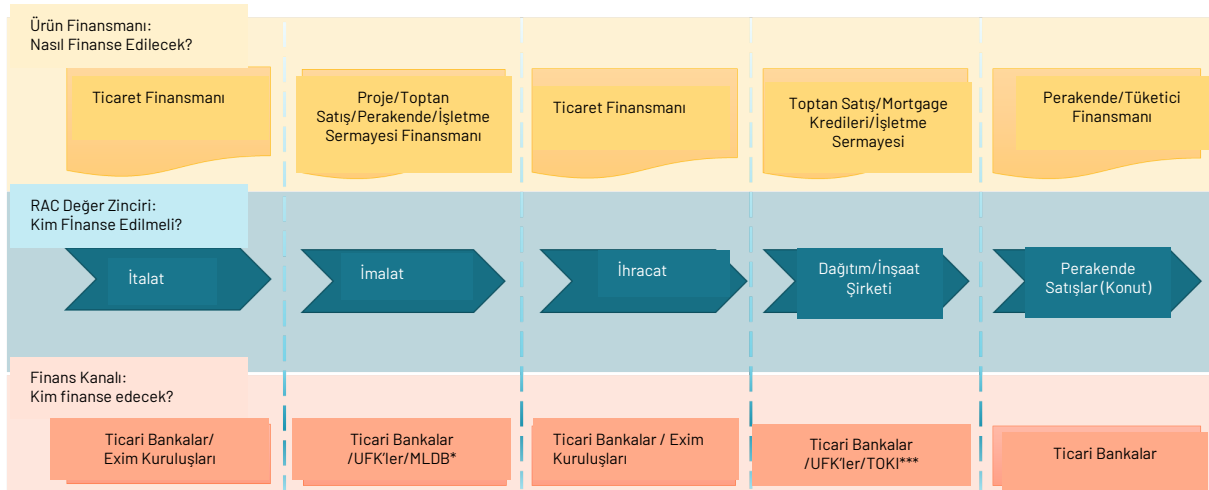 Ürün Finansmanı:
Nasıl Finanse Edilecek?
Ticaret Finansmanı
Proje/Toptan
Satış/Perakende/İşletme
Sermayesi Finansmanı
Ticaret Finansmanı
Toptan Satış/Mortgage
Kredileri/İşletme
Sermayesi
Perakende/Tüketici
Finansmanı
RAC Değer Zinciri:
Kim Fİnanse Edilmeli?
İtalat
İmalat
İhracat
Dağıtım/İnşaat
Şirketi
Perakende
Satışlar (Konut)
Finans Kanalı:
Kim finanse edecek?
Ticari Bankalar/
Exim Kuruluşları
Ticari Bankalar
/UFK'ler/MLDB*
Ticari Bankalar / Exim
Kuruluşları
Ticari Bankalar
/UFK'ler/TOKI***
Ticari Bankalar